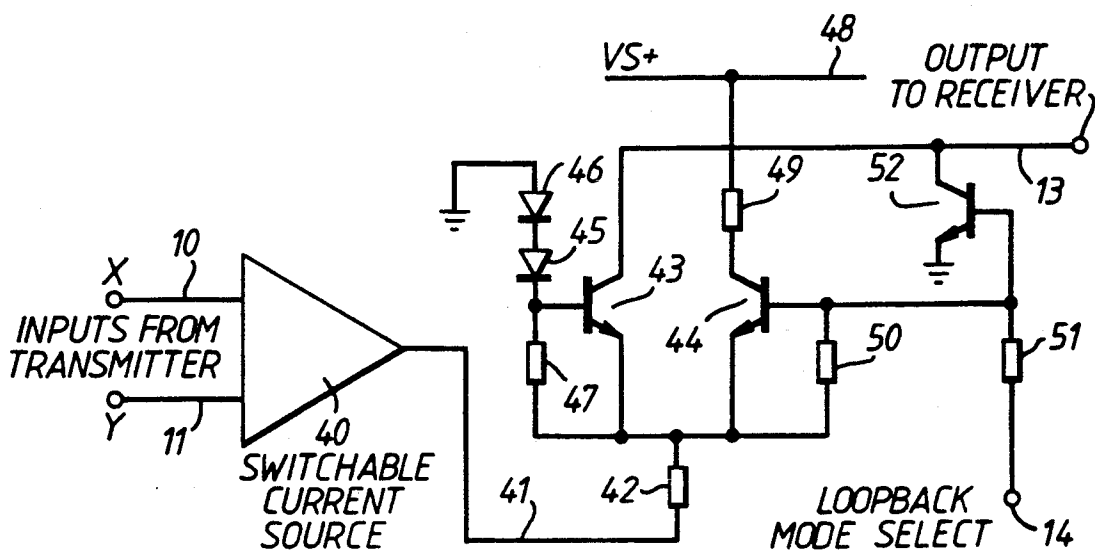 VS+
48
OUTPUT
TO RECEIVER
46
49
52
13
45
10
X
43
INPUTS FROM
TRANSMITTER
44
50
51
47
Y
11
40
SWITCHABLE
CURRENT
SOURCE
41
42
LOOPBACK
MODE SELECT
14